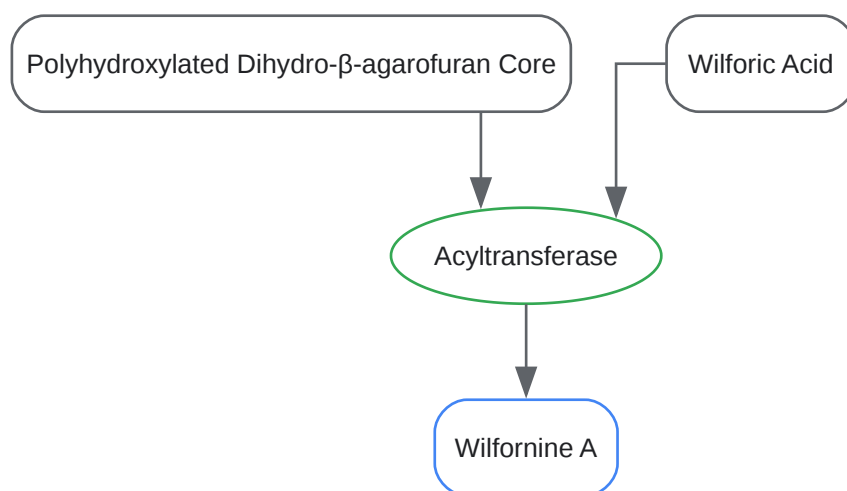 Polyhydroxylated Dihydro-β-agarofuran Core
Wilforic Acid
Acyltransferase
Wilfornine A